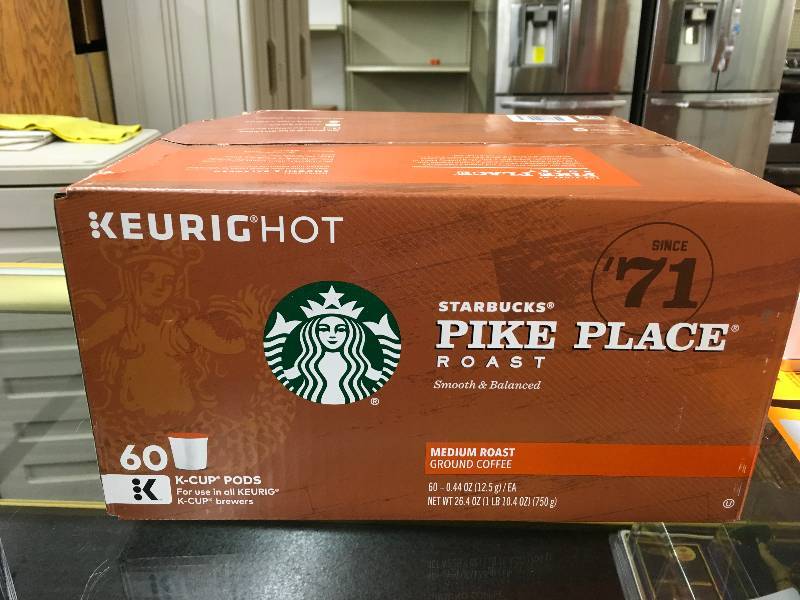 PIKE PLACE
KEURIG® HOT
SINCE
'71
STARBUCKS®
PIKE PLACE®
ROAST
Smooth & Balanced
60
K-CUP® PODS
For use in all KEURIG®
K-CUP® brewers
MEDIUM ROAST
GROUND COFFEE
60 – 0.44 OZ (12.5 g) / EA
NET WT 26.4 OZ (1 LB 10.4 OZ) (750 g)